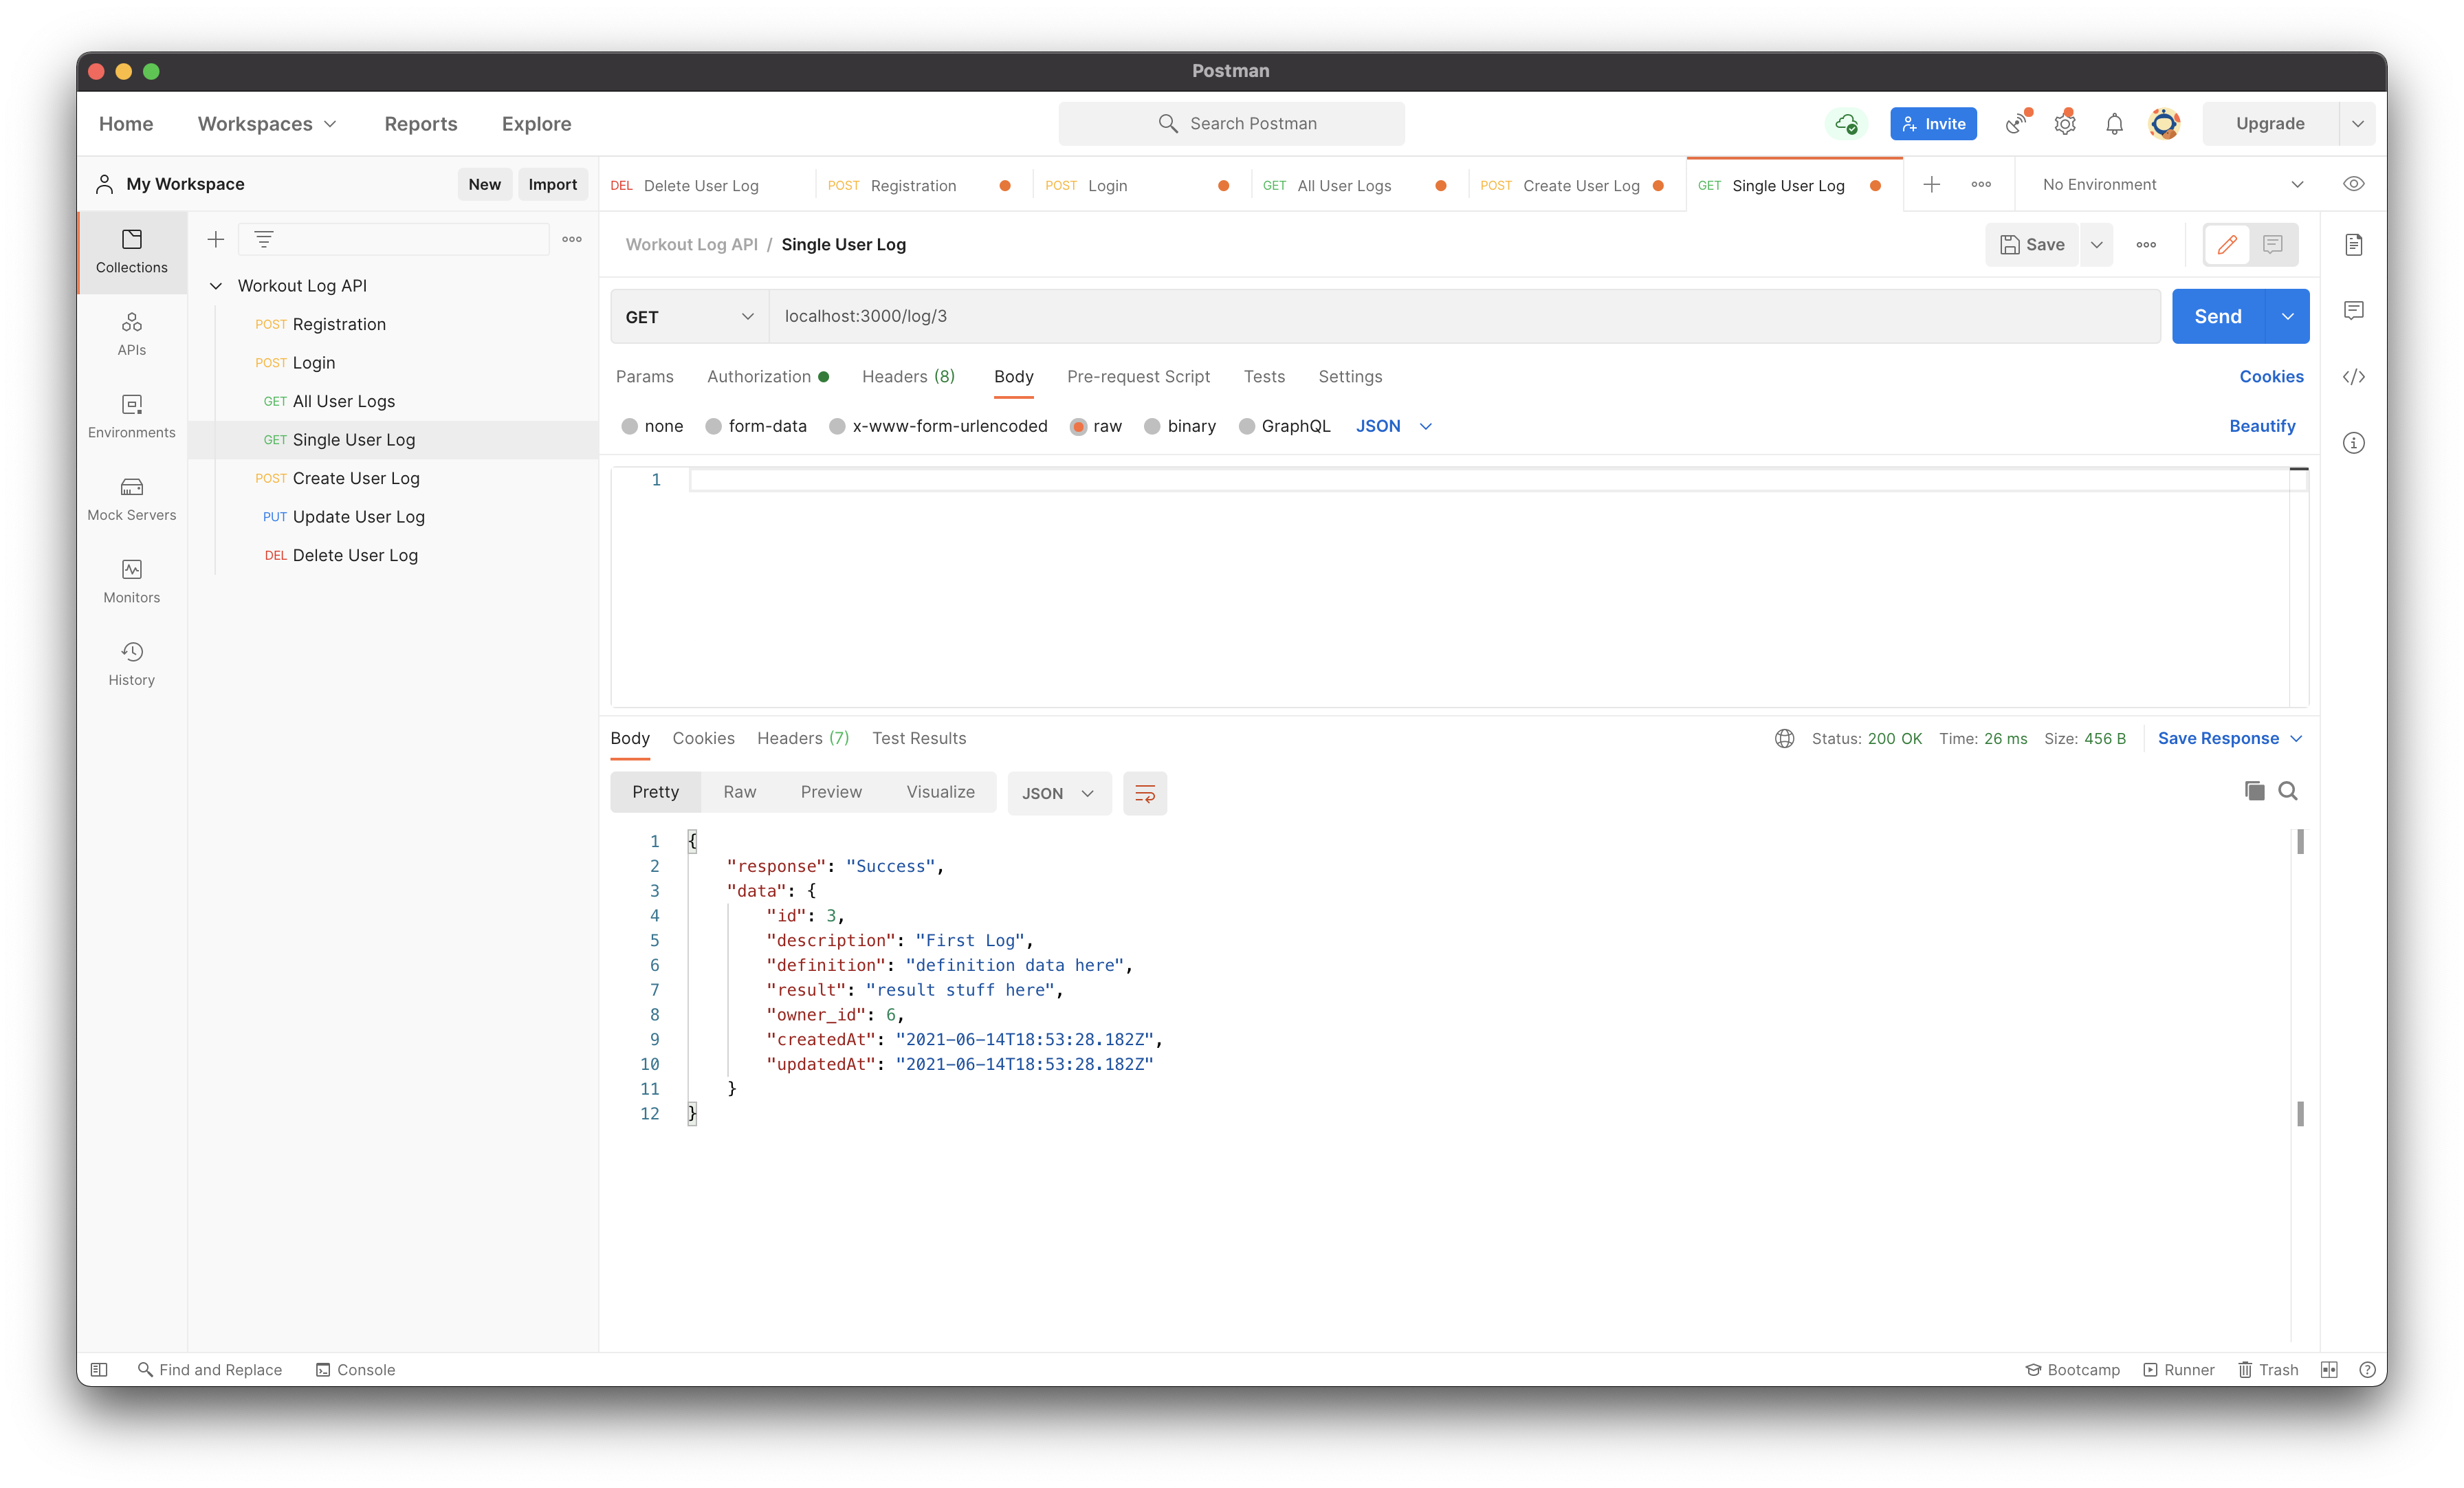 Postman
Home Workspaces Reports Explore Search Postman Invite Upgrade
My Workspace New Import
DEL Delete User Log POST Registration POST Login GET All User Logs POST Create User Log GET Single User Log No Environment
Collections
APIs
Environments
Mock Servers
Monitors
History
Workout Log API
POST Registration
POST Login
GET All User Logs
GET Single User Log
POST Create User Log
PUT Update User Log
DEL Delete User Log
Workout Log API / Single User Log Save
GET localhost:3000/log/3 Send
Params Authorization Headers (8) Body Pre-request Script Tests Settings Cookies
none form-data x-www-form-urlencoded raw binary GraphQL JSON Beautify
1
Body Cookies Headers (7) Test Results Status: 200 OK Time: 26 ms Size: 456 B Save Response
Pretty Raw Preview Visualize JSON
1 {
2 "response": "Success",
3 "data": {
4 "id": 3,
5 "description": "First Log",
6 "definition": "definition data here",
7 "result": "result stuff here",
8 "owner_id": 6,
9 "createdAt": "2021-06-14T18:53:28.182Z",
10 "updatedAt": "2021-06-14T18:53:28.182Z"
11 }
12 }
Find and Replace Console Bootcamp Runner Trash